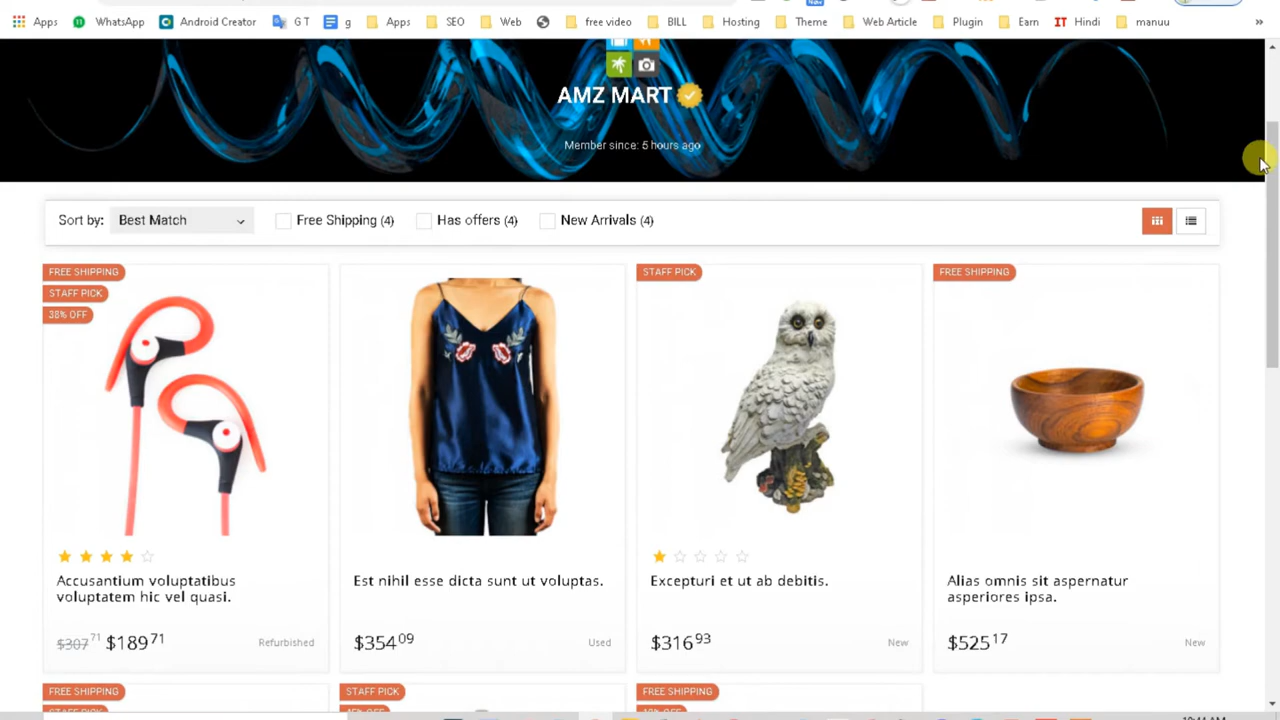 Apps WhatsApp Android Creator G T g Apps SEO Web free video BILL Hosting Theme Web Article Plugin Earn IT Hindi manuu »
AMZ MART
Member since: 5 hours ago
Sort by: Best Match Free Shipping (4) Has offers (4) New Arrivals (4)
FREE SHIPPING
STAFF PICK
38% OFF
Accusantium voluptatibus
voluptatem hic vel quasi.
$307 71 $189 71 Refurbished
Est nihil esse dicta sunt ut voluptas.
$354 09 Used
STAFF PICK
Excepturi et ut ab debitis.
$316 93 New
FREE SHIPPING
Alias omnis sit aspernatur
asperiores ipsa.
$525 17 New
FREE SHIPPING
STAFF PICK
STAFF PICK
FREE SHIPPING